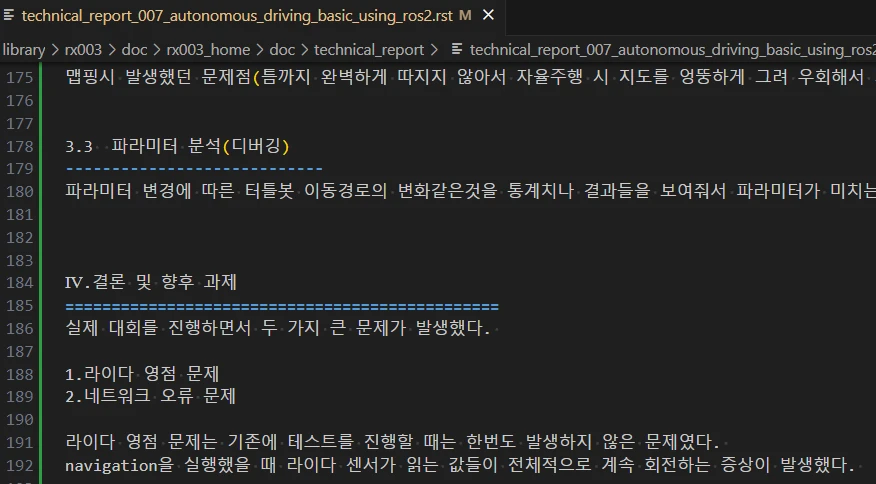 technical_report_007_autonomous_driving_basic_using_ros2.rst M
library > rx003 > doc > rx003_home > doc > technical_report > technical_report_007_autonomous_driving_basic_using_ros2
175 맵핑시 발생했던 문제점(틈까지 완벽하게 따지지 않아서 자율주행 시 지도를 엉뚱하게 그려 우회해서
176
177
178 3.3  파라미터 분석(디버깅)
179 ----------------------------
180 파라미터 변경에 따른 터틀봇 이동경로의 변화같은것을 통계치나 결과들을 보여줘서 파라미터가 미치는
181
182
183
184 Ⅳ.결론 및 향후 과제
185 ===============================================
186 실제 대회를 진행하면서 두 가지 큰 문제가 발생했다.
187
188 1.라이다 영점 문제
189 2.네트워크 오류 문제
190
191 라이다 영점 문제는 기존에 테스트를 진행할 때는 한번도 발생하지 않은 문제였다.
192 navigation을 실행했을 때 라이다 센서가 읽는 값들이 전체적으로 계속 회전하는 증상이 발생했다.